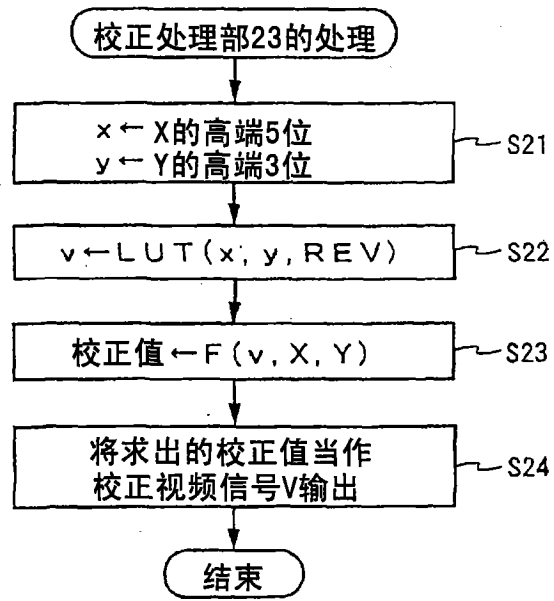 校正处理部23的处理
x←X的高端5位
y←Y的高端3位
S21
v←LUT(x, y, REV)
S22
校正值←F(v, X, Y)
S23
将求出的校正值当作
校正视频信号V输出
S24
结束